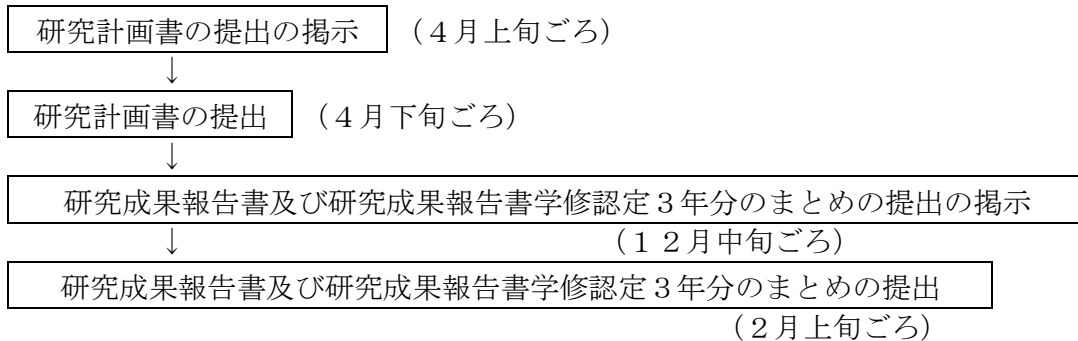 研究計画書の提出の掲示 （４月上旬ごろ）
↓
研究計画書の提出 （４月下旬ごろ）
↓
研究成果報告書及び研究成果報告書学修認定３年分のまとめの提出の掲示
↓ （１２月中旬ごろ）
研究成果報告書及び研究成果報告書学修認定３年分のまとめの提出
（２月上旬ごろ）